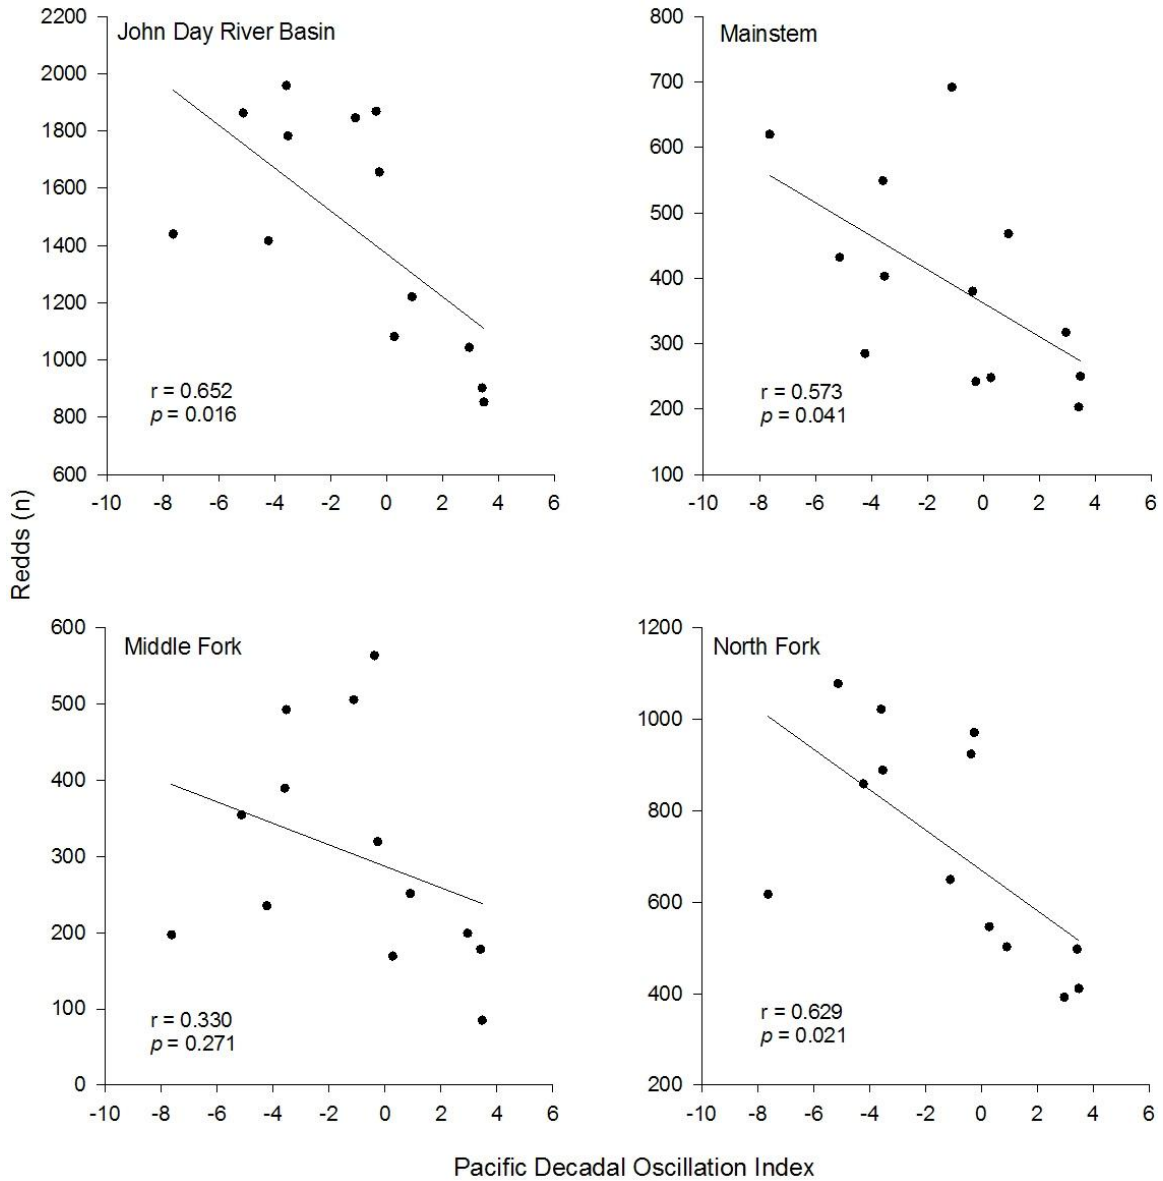 John Day River Basin
2200
2000
1800
1600
1400
1200
1000
800
600
r = 0.652
p = 0.016
-10 -8 -6 -4 -2 0 2 4 6
Mainstem
800
700
600
500
400
300
200
100
r = 0.573
p = 0.041
-10 -8 -6 -4 -2 0 2 4 6
Redds (n)
Middle Fork
600
500
400
300
200
100
0
r = 0.330
p = 0.271
-10 -8 -6 -4 -2 0 2 4 6
North Fork
1200
1000
800
600
400
200
r = 0.629
p = 0.021
-10 -8 -6 -4 -2 0 2 4 6
Pacific Decadal Oscillation Index